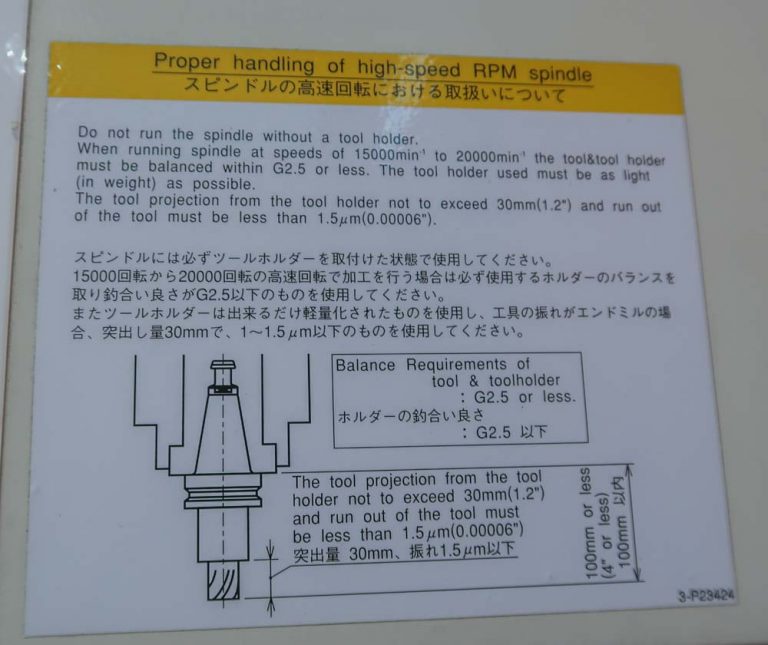 Proper handling of high-speed RPM spindle
スピンドルの高速回転における取扱いについて
Do not run the spindle without a tool holder.
When running spindle at speeds of 15000min⁻¹ to 20000min⁻¹ the tool&tool holder
must be balanced within G2.5 or less. The tool holder used must be as light
(in weight) as possible.
The tool projection from the tool holder not to exceed 30mm(1.2") and run out
of the tool must be less than 1.5μm(0.00006").
スピンドルには必ずツールホルダーを取付けた状態で使用してください。
15000回転から20000回転の高速回転で加工を行う場合は必ず使用するホルダーのバランスを
取り釣合い良さがG2.5以下のものを使用してください。
またツールホルダーは出来るだけ軽量化されたものを使用し、工具の振れがエンドミルの場
合、突出し量30mmで、1〜1.5μm以下のものを使用してください。
Balance Requirements of
tool & toolholder
: G2.5 or less.
ホルダーの釣合い良さ
: G2.5 以下
The tool projection from the tool
holder not to exceed 30mm(1.2")
and run out of the tool must
be less than 1.5μm(0.00006")
突出量 30mm、振れ1.5μm以下
100mm or less
(4" or less)
100mm 以内
3-P23424